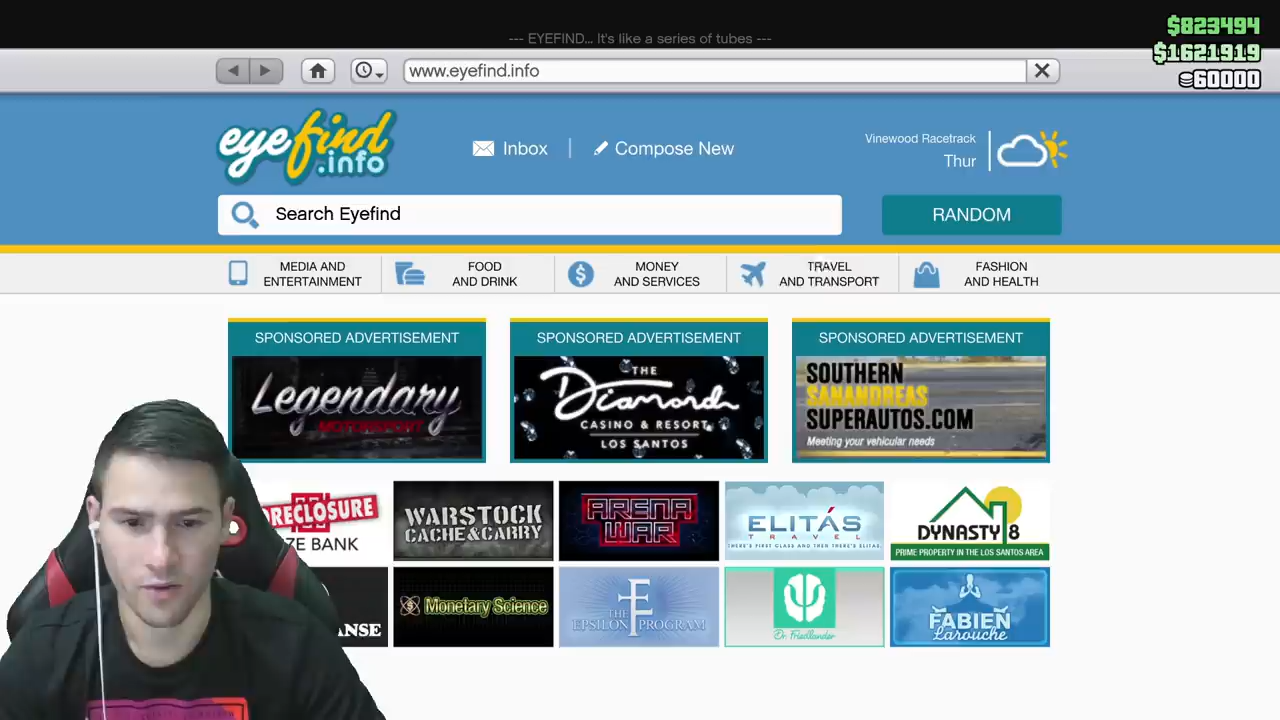 --- EYEFIND... It's like a series of tubes ---
$823494
$1621919
60000
www.eyefind.info
eyefind
.info
Inbox
Compose New
Vinewood Racetrack
Thur
Search Eyefind
RANDOM
MEDIA AND
ENTERTAINMENT
FOOD
AND DRINK
MONEY
AND SERVICES
TRAVEL
AND TRANSPORT
FASHION
AND HEALTH
SPONSORED ADVERTISEMENT
Legendary
MOTORSPORT
SPONSORED ADVERTISEMENT
THE
Diamond
CASINO & RESORT
LOS SANTOS
SPONSORED ADVERTISEMENT
SOUTHERN
SANANDREAS
SUPERAUTOS.COM
Meeting your vehicular needs
ORECLOSURE
ZE BANK
WARSTOCK
CACHE&CARRY
ARENA
WAR
ELITÁS
TRAVEL
THERE'S FIRST CLASS AND THEN THERE'S ELITAS
DYNASTY 8
PRIME PROPERTY IN THE LOS SANTOS AREA
ANSE
Monetary Science
THE
EPSILON PROGRAM
Dr. Friedlander
FABIEN
Larouche